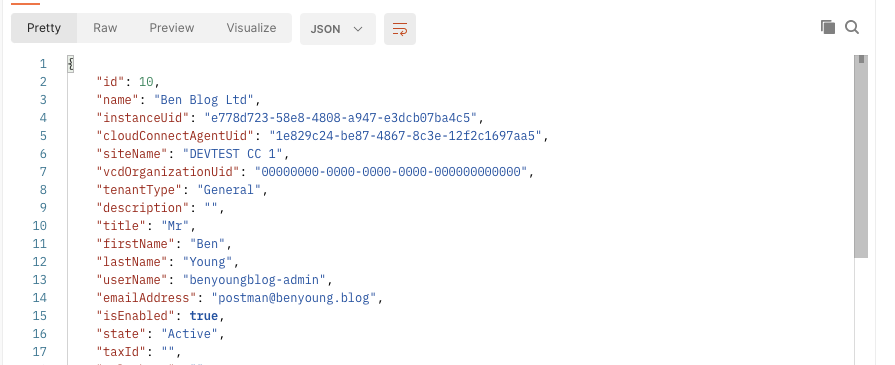 Pretty Raw Preview Visualize JSON
1 {
2 "id": 10,
3 "name": "Ben Blog Ltd",
4 "instanceUid": "e778d723-58e8-4808-a947-e3dcb07ba4c5",
5 "cloudConnectAgentUid": "1e829c24-be87-4867-8c3e-12f2c1697aa5",
6 "siteName": "DEVTEST CC 1",
7 "vcdOrganizationUid": "00000000-0000-0000-0000-000000000000",
8 "tenantType": "General",
9 "description": "",
10 "title": "Mr",
11 "firstName": "Ben",
12 "lastName": "Young",
13 "userName": "benyoungblog-admin",
14 "emailAddress": "postman@benyoung.blog",
15 "isEnabled": true,
16 "state": "Active",
17 "taxId": "",